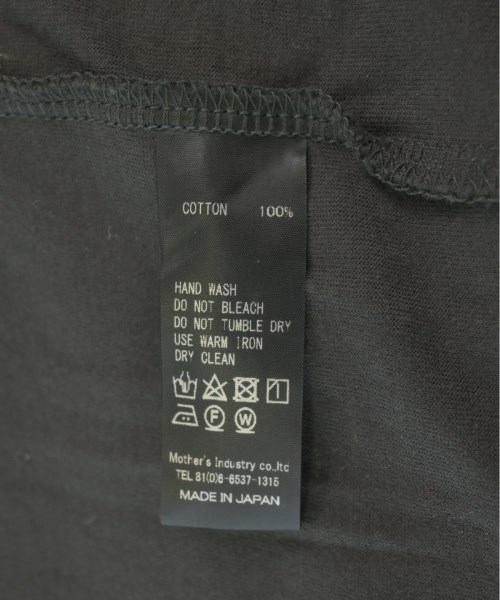 COTTON 100%
HAND WASH
DO NOT BLEACH
DO NOT TUMBLE DRY
USE WARM IRON
DRY CLEAN
F W
Mother's Industry co.,ltd
TEL 81(0)6-6537-1315
MADE IN JAPAN